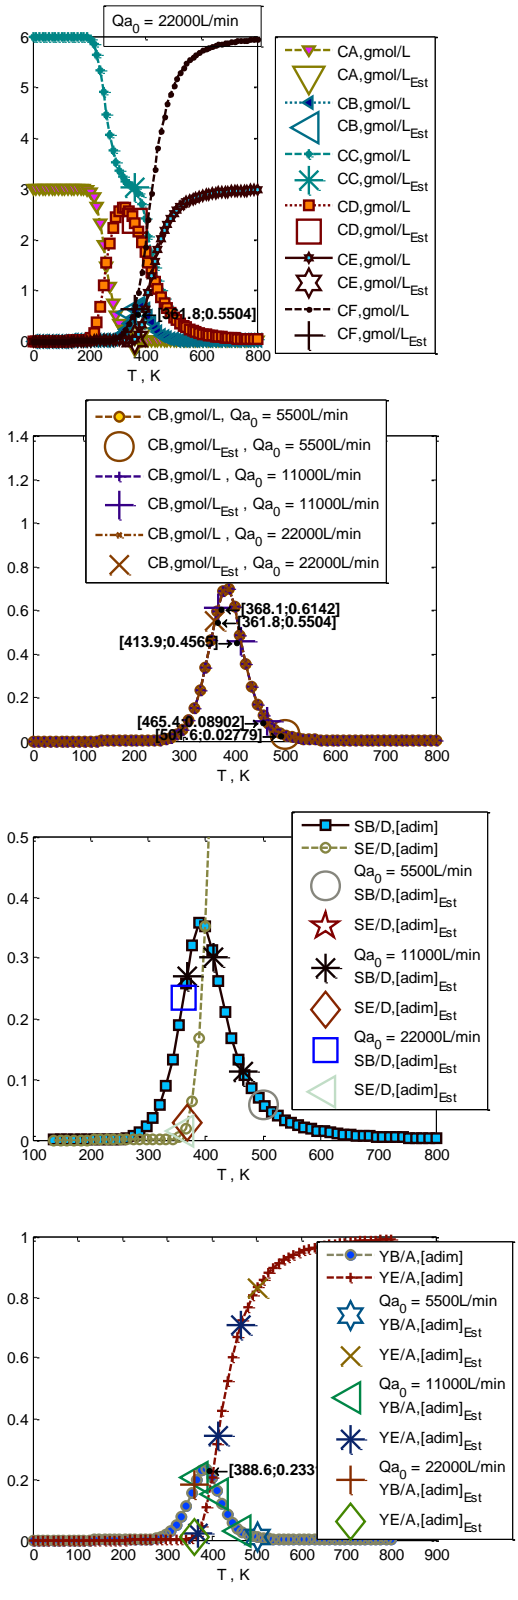 Qa0 = 22000L/min
6
5
4
3
2
1
0
0 200 400 600 800
T , K
[361.8;0.5504]
CA,gmol/L
CA,gmol/LEst
CB,gmol/L
CB,gmol/LEst
CC,gmol/L
CC,gmol/LEst
CD,gmol/L
CD,gmol/LEst
CE,gmol/L
CE,gmol/LEst
CF,gmol/L
CF,gmol/LEst
CB,gmol/L, Qa0 = 5500L/min
CB,gmol/LEst , Qa0 = 5500L/min
CB,gmol/L , Qa0 = 11000L/min
CB,gmol/LEst , Qa0 = 11000L/min
CB,gmol/L , Qa0 = 22000L/min
CB,gmol/LEst , Qa0 = 22000L/min
1.4
1.2
1
0.8
0.6
0.4
0.2
0
[368.1;0.6142]
[361.8;0.5504]
[413.9;0.4565]
[465.4;0.08902]
[501.6;0.02779]
0 100 200 300 400 500 600 700 800
T , K
SB/D,[adim]
SE/D,[adim]
Qa0 = 5500L/min
SB/D,[adim]Est
SE/D,[adim]Est
Qa0 = 11000L/min
SB/D,[adim]Est
SE/D,[adim]Est
Qa0 = 22000L/min
SB/D,[adim]Est
SE/D,[adim]Est
0.5
0.4
0.3
0.2
0.1
0
100 200 300 400 500 600 700 800
T , K
1
0.8
0.6
0.4
0.2
0
YB/A,[adim]
YE/A,[adim]
Qa0 = 5500L/min
YB/A,[adim]Est
YE/A,[adim]Est
Qa0 = 11000L/min
YB/A,[adim]Est
YE/A,[adim]Est
Qa0 = 22000L/min
YB/A,[adim]Est
YE/A,[adim]Est
[388.6;0.233
0 100 200 300 400 500 600 700 800 900
T , K